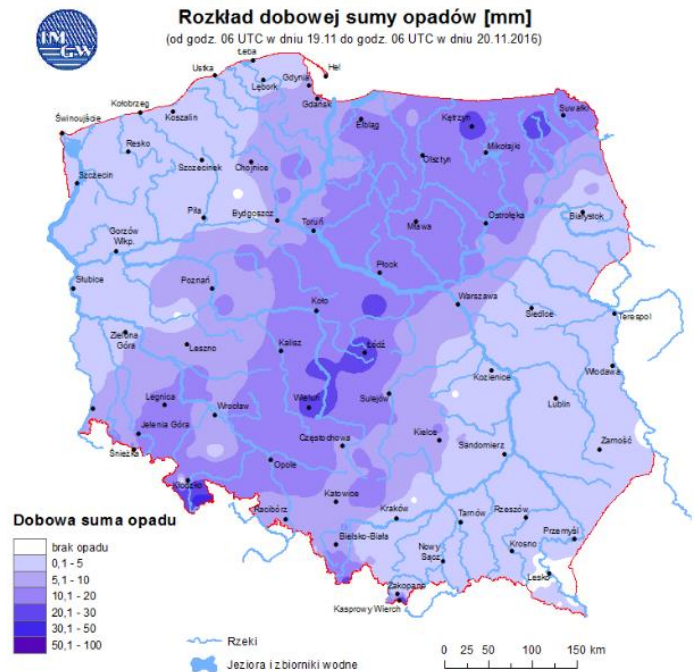 IM
GW
Rozkład dobowej sumy opadów [mm]
(od godz. 06 UTC w dniu 19.11 do godz. 06 UTC w dniu 20.11.2016)
Łeba
Hel
Ustka
Gdynia
Lębork
Gdańsk
Kołobrzeg
Koszalin
Świnoujście
Elbląg
Kętrzyn
Suwałki
Resko
Szczecinek
Chojnice
Olsztyn
Mikołajki
Szczecin
Piła
Bydgoszcz
Toruń
Mława
Ostrołęka
Białystok
Gorzów
Wlkp.
Płock
Słubice
Poznań
Koło
Warszawa
Siedlce
Terespol
Zielona
Góra
Leszno
Kalisz
Łódź
Kozienice
Włodawa
Legnica
Wrocław
Wieluń
Sulejów
Lublin
Jelenia Góra
Częstochowa
Kielce
Sandomierz
Zamość
Śnieżka
Opole
Kłodzko
Katowice
Racibórz
Kraków
Tarnów
Rzeszów
Przemyśl
Bielsko-Biała
Nowy
Sącz
Krosno
Lesko
Zakopane
Kasprowy Wierch
Dobowa suma opadu
brak opadu
0,1 - 5
5,1 - 10
10,1 - 20
20,1 - 30
30,1 - 50
50,1 - 100
Rzeki
Jeziora i zbiorniki wodne
0 25 50 100 150 km